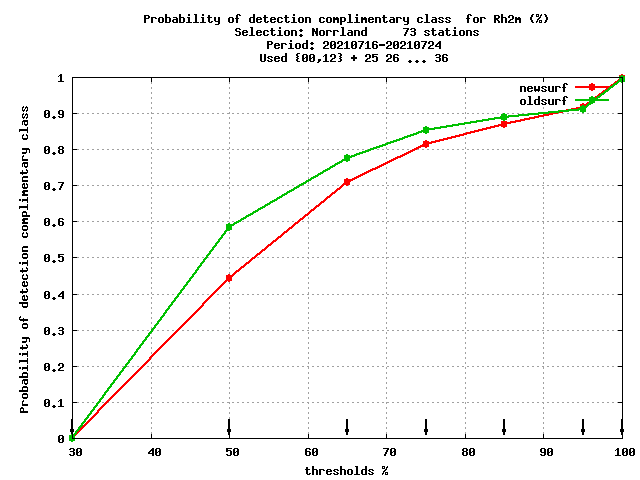 Probability of detection complimentary class  for Rh2m (%)
Selection: Norrland     73 stations
Period: 20210716-20210724
Used {00,12} + 25 26 ... 36
newsurf
oldsurf
Probability of detection complimentary class
1
0.9
0.8
0.7
0.6
0.5
0.4
0.3
0.2
0.1
0
30 40 50 60 70 80 90 100
thresholds %